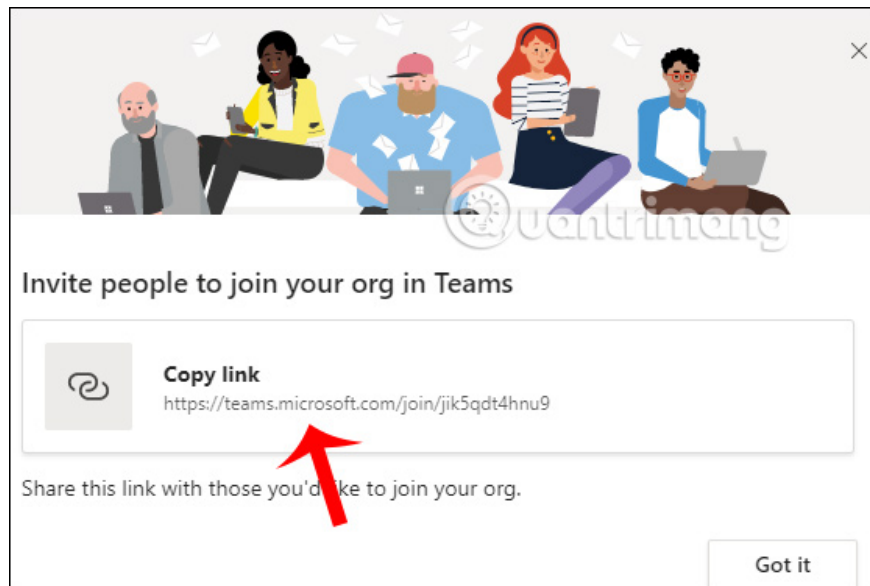 Quantrimang
Invite people to join your org in Teams
Copy link
https://teams.microsoft.com/join/jik5qdt4hnu9
Share this link with those you'd like to join your org.
Got it